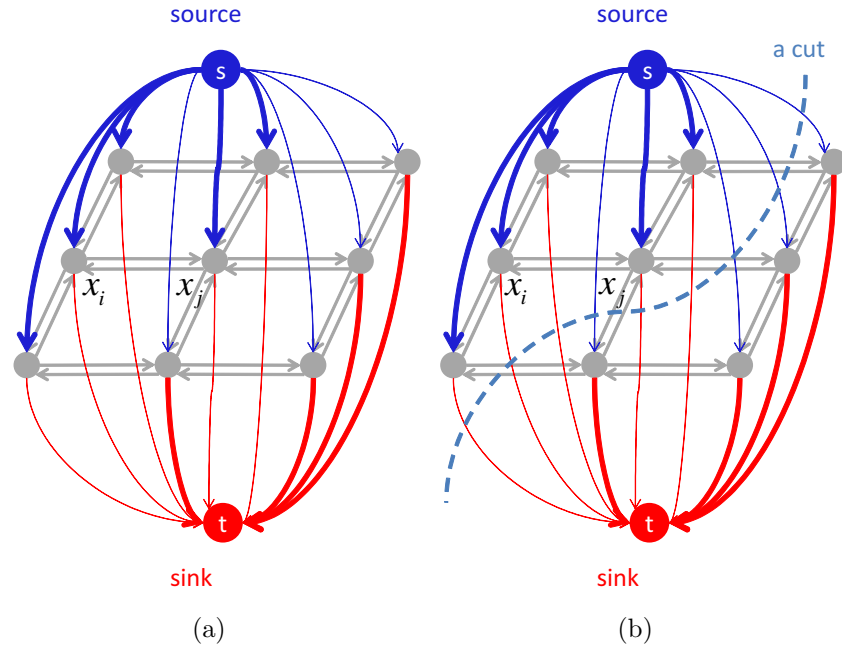 source
s
x_i
x_j
t
sink
(a)
source
a cut
s
x_i
x_j
t
sink
(b)